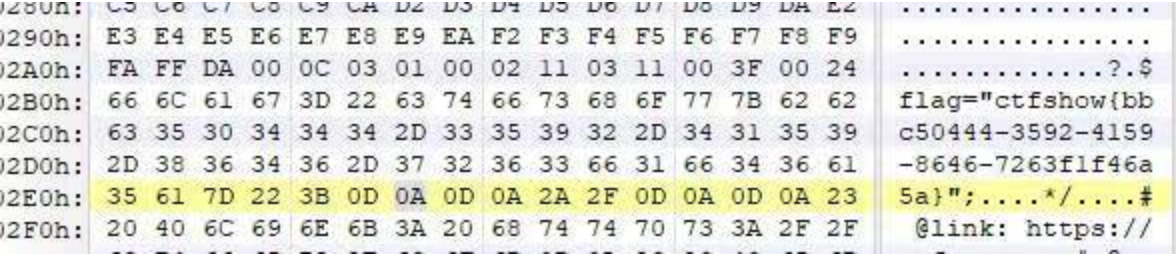 0280h: C5 C6 C7 C8 C9 CA D2 D3 D4 D5 D6 D7 D8 D9 DA E2 ................
0290h: E3 E4 E5 E6 E7 E8 E9 EA F2 F3 F4 F5 F6 F7 F8 F9 ................
02A0h: FA FF DA 00 0C 03 01 00 02 11 03 11 00 3F 00 24 .............?.$
02B0h: 66 6C 61 67 3D 22 63 74 66 73 68 6F 77 7B 62 62 flag="ctfshow{bb
02C0h: 63 35 30 34 34 34 2D 33 35 39 32 2D 34 31 35 39 c50444-3592-4159
02D0h: 2D 38 36 34 36 2D 37 32 36 33 66 31 66 34 36 61 -8646-7263f1f46a
02E0h: 35 61 7D 22 3B 0D 0A 0D 0A 2A 2F 0D 0A 0D 0A 23 5a}";....*/....#
02F0h: 20 40 6C 69 6E 6B 3A 20 68 74 74 70 73 3A 2F 2F @link: https://